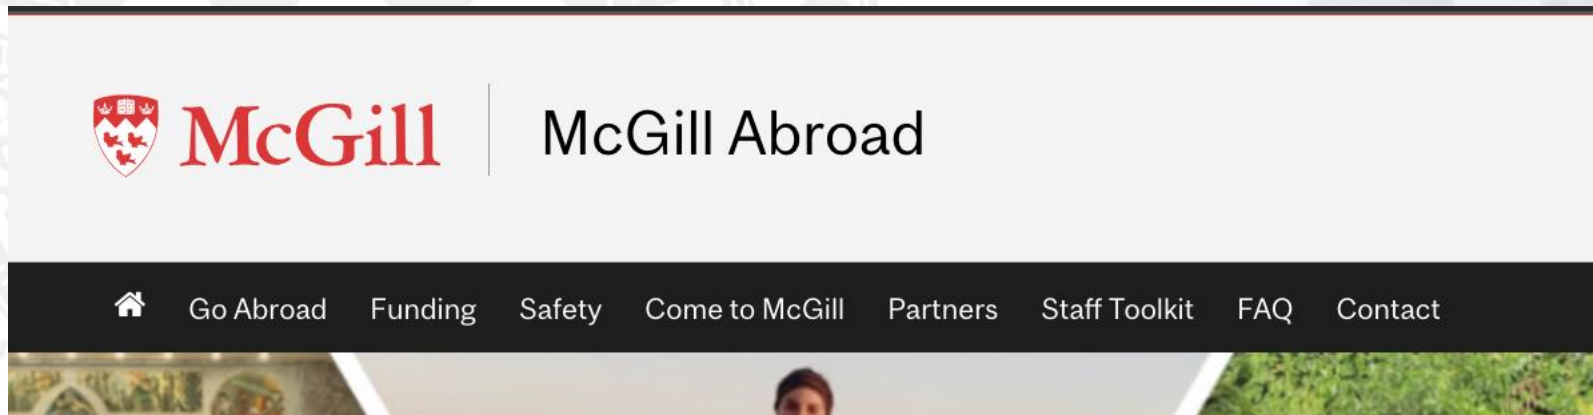 McGill
McGill Abroad
Go Abroad Funding Safety Come to McGill Partners Staff Toolkit FAQ Contact